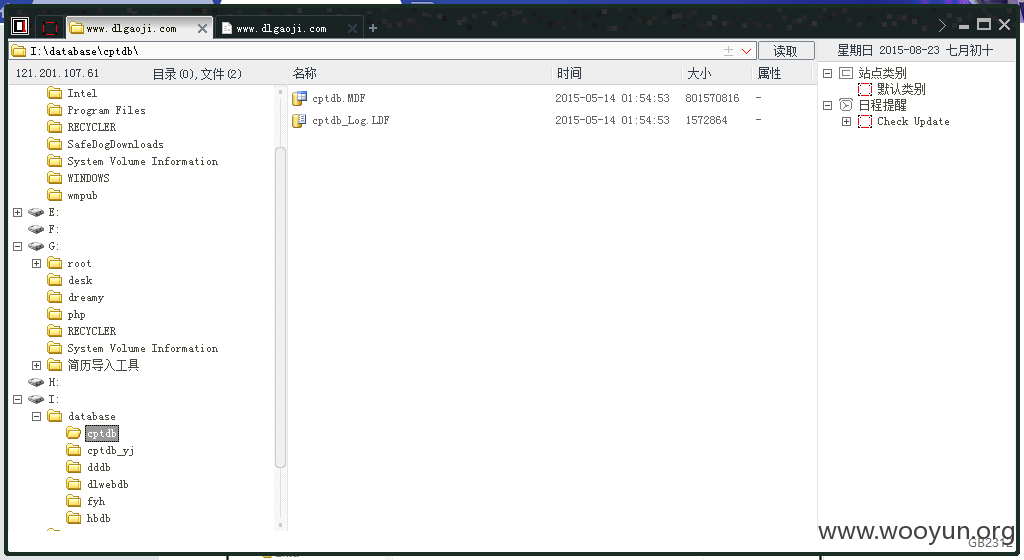 www.dlgaoji.com www.dlgaoji.com
I:\database\cptdb\ 读取 星期日 2015-08-23 七月初十
121.201.107.61 目录(0),文件(2) 名称 时间 大小 属性
cptdb.MDF 2015-05-14 01:54:53 801570816 -
cptdb_Log.LDF 2015-05-14 01:54:53 1572864 -
Intel
Program Files
RECYCLER
SafeDogDownloads
System Volume Information
WINDOWS
wmpub
E:
F:
G:
root
desk
dreamy
php
RECYCLER
System Volume Information
简历导入工具
H:
I:
database
cptdb
cptdb_yj
dddb
dlwebdb
fyh
hbdb
站点类别
默认类别
日程提醒
Check Update
www.wooyun.org
GB2312